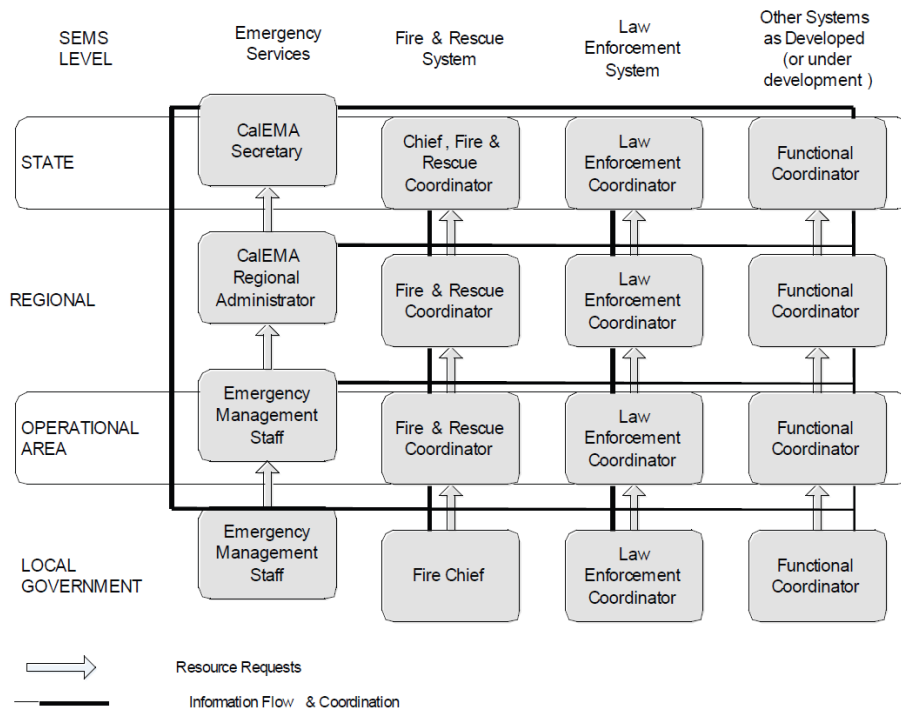 SEMS
LEVEL
Emergency
Services
Fire & Rescue
System
Law
Enforcement
System
Other Systems
as Developed
(or under
development )
STATE
CalEMA
Secretary
Chief , Fire &
Rescue
Coordinator
Law
Enforcement
Coordinator
Functional
Coordinator
REGIONAL
CalEMA
Regional
Administrator
Fire & Rescue
Coordinator
Law
Enforcement
Coordinator
Functional
Coordinator
OPERATIONAL
AREA
Emergency
Management
Staff
Fire & Rescue
Coordinator
Law
Enforcement
Coordinator
Functional
Coordinator
LOCAL
GOVERNMENT
Emergency
Management
Staff
Fire Chief
Law
Enforcement
Coordinator
Functional
Coordinator
Resource Requests
Information Flow & Coordination